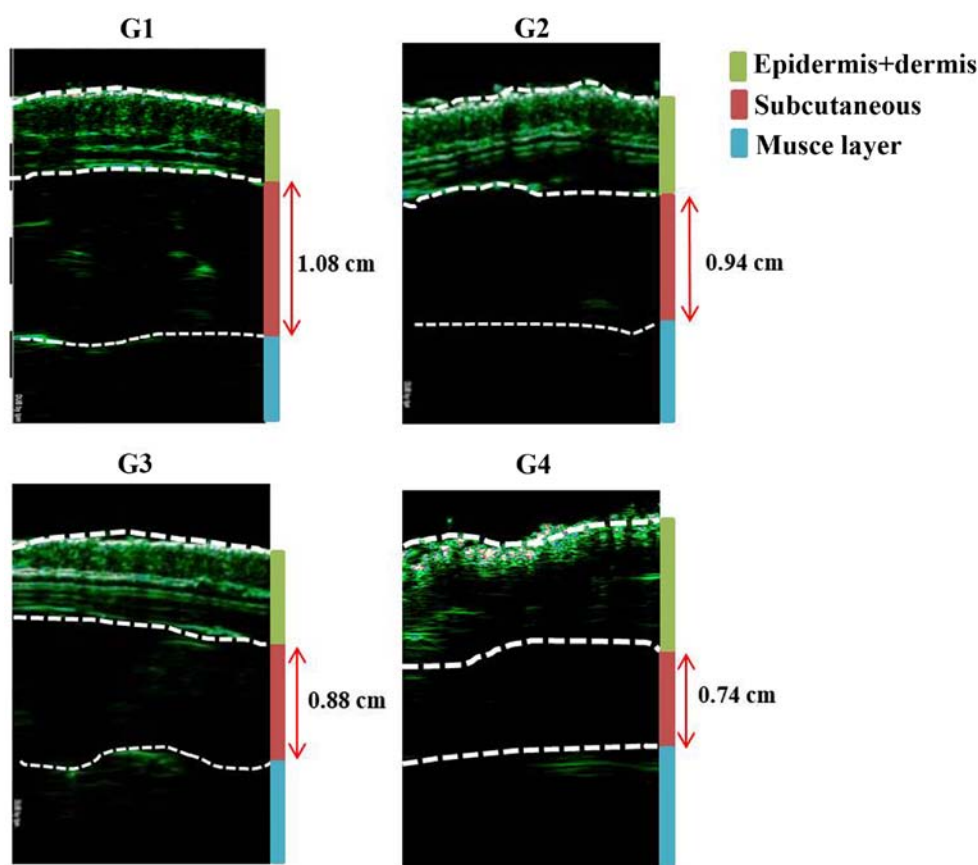 G1
G2
Epidermis+dermis
Subcutaneous
Musce layer
1.08 cm
0.94 cm
G3
G4
0.88 cm
0.74 cm